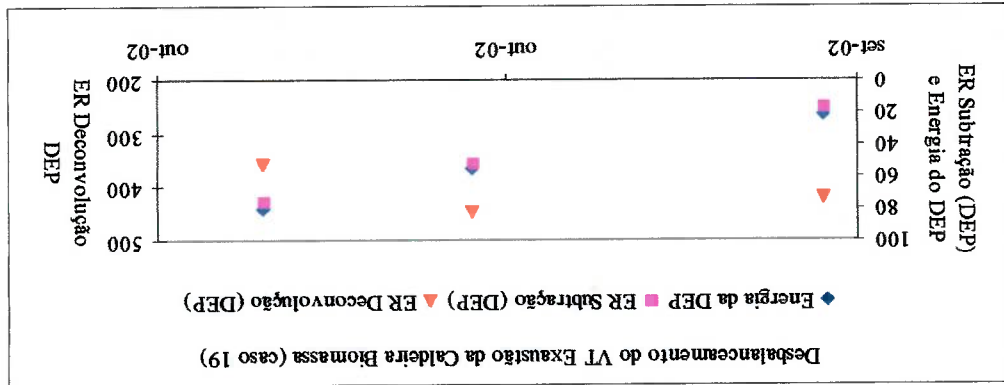 Desbalanceamento do VT Exaustão da Caldeira Biomassa (caso 19)
Energia da DEP ER Subtração (DEP) ER Deconvolução (DEP)
ER Subtração (DEP)
e Energia do DEP
100
80
60
40
20
0
500
400
300
200
ER Deconvolução
DEP
set-02 out-02 out-02